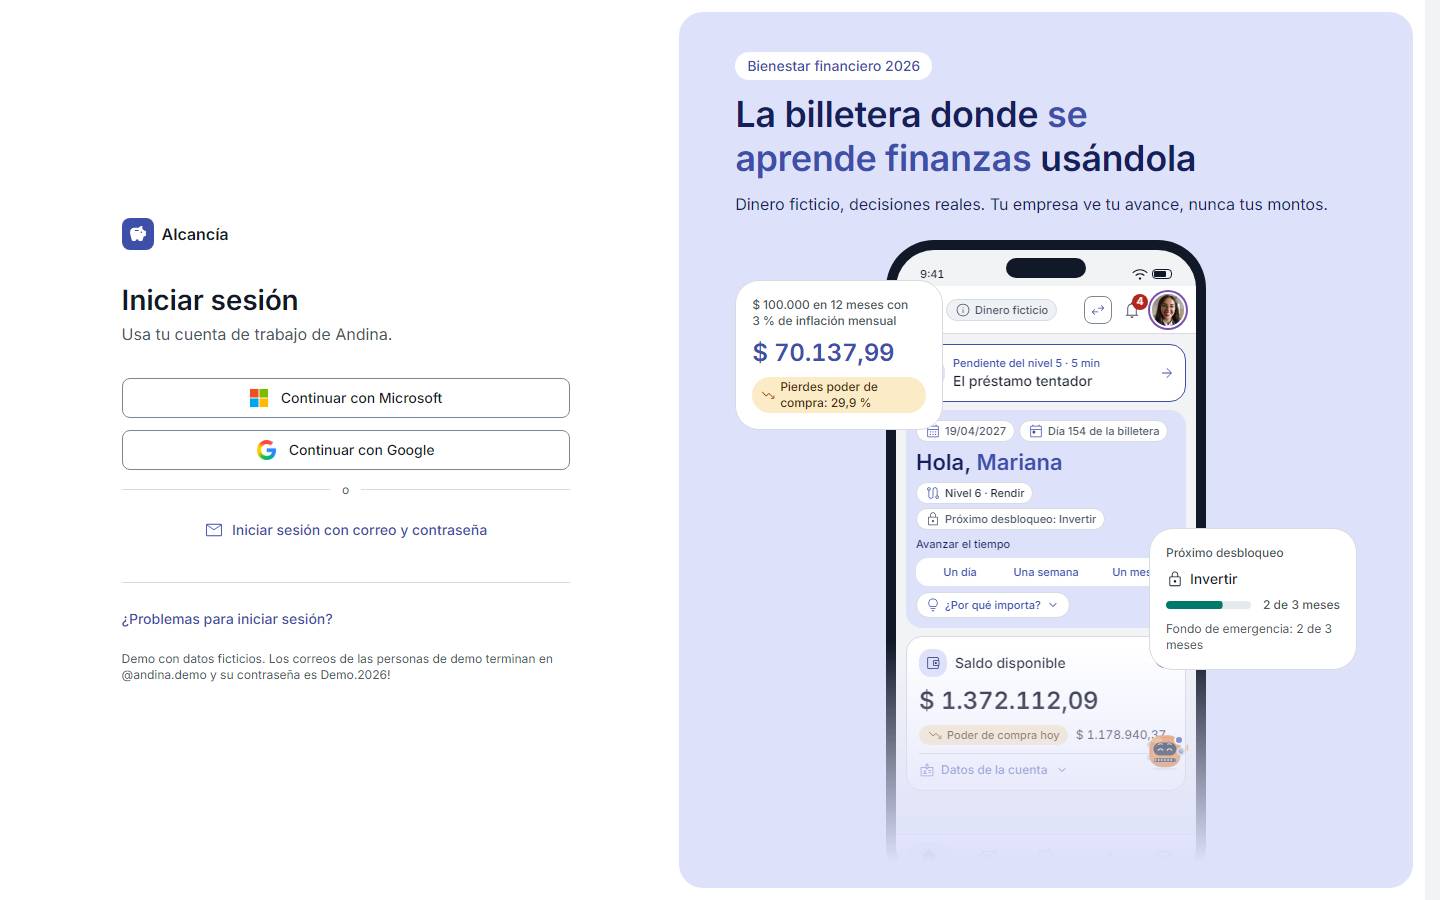 Alcancía
Iniciar sesión
Usa tu cuenta de trabajo de Andina.
Continuar con Microsoft
Continuar con Google
o
Iniciar sesión con correo y contraseña
¿Problemas para iniciar sesión?
Demo con datos ficticios. Los correos de las personas de demo terminan en
@andina.demo y su contraseña es Demo.2026!
Bienestar financiero 2026
La billetera donde se
aprende finanzas usándola
Dinero ficticio, decisiones reales. Tu empresa ve tu avance, nunca tus montos.
9:41
$ 100.000 en 12 meses con
3 % de inflación mensual
$ 70.137,99
Pierdes poder de
compra: 29,9 %
Dinero ficticio
4
Pendiente del nivel 5 · 5 min
El préstamo tentador
19/04/2027
Día 154 de la billetera
Hola, Mariana
Nivel 6 · Rendir
Próximo desbloqueo: Invertir
Avanzar el tiempo
Un día
Una semana
Un mes
¿Por qué importa?
Próximo desbloqueo
Invertir
2 de 3 meses
Fondo de emergencia: 2 de 3
meses
Saldo disponible
$ 1.372.112,09
Poder de compra hoy
$ 1.178.940,37
Datos de la cuenta